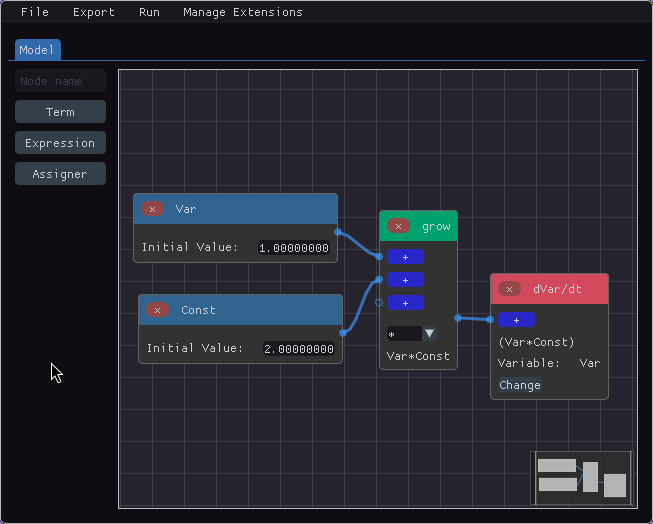 File Export Run Manage Extensions
Model
Node name
Term
Expression
Assigner
× Var
Initial Value: 1.00000000
× Const
Initial Value: 2.00000000
× grow
+
+
+
* ▼
Var*Const
× dVar/dt
+
(Var*Const)
Variable: Var
Change